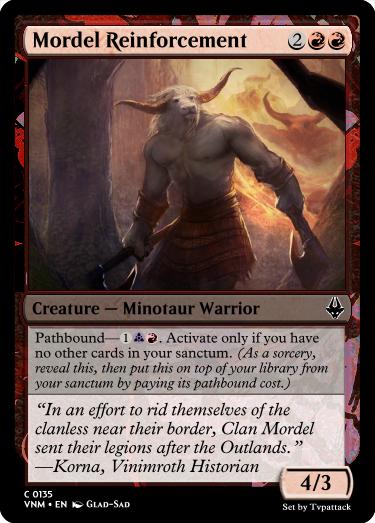 Mordel Reinforcement 2
Creature — Minotaur Warrior
Pathbound—1. Activate only if you have
no other cards in your sanctum. (As a sorcery,
reveal this, then put this on top of your library from
your sanctum by paying its pathbound cost.)
“In an effort to rid themselves of the
clanless near their border, Clan Mordel
sent their legions after the Outlands.”
—Korna, Vinimroth Historian
4/3
C 0135
VNM • EN Glad-Sad
Set by Tvpattack